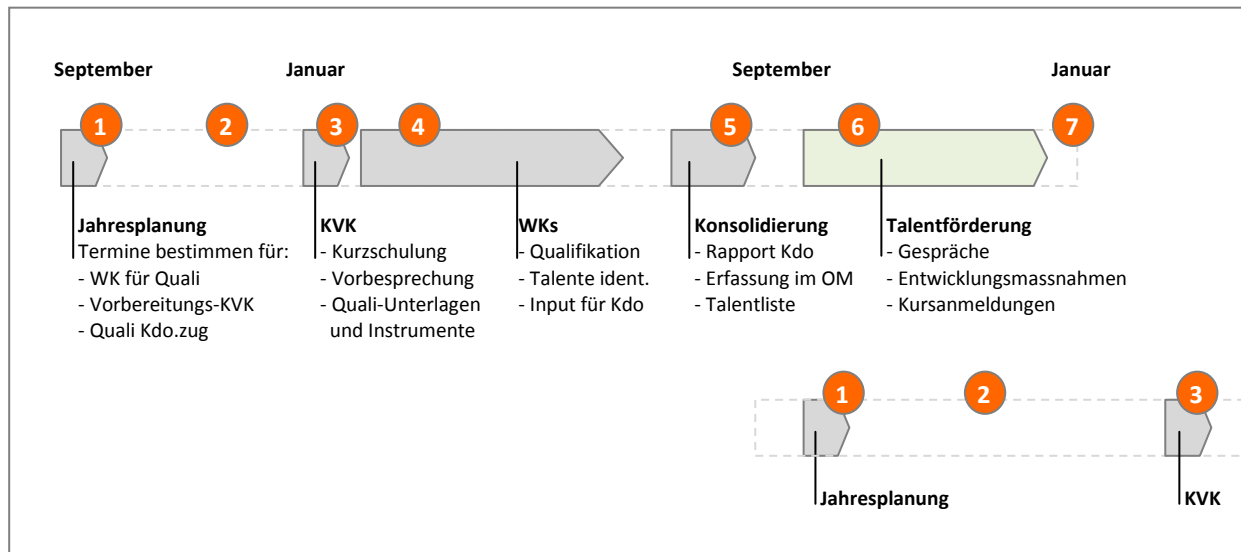 September
Januar
September
Januar
1
2
3
4
5
6
7
Jahresplanung
Termine bestimmen für:
- WK für Quali
- Vorbereitungs-KVK
- Quali Kdo.zug
KVK
- Kurzschulung
- Vorbesprechung
- Quali-Unterlagen
und Instrumente
WKs
- Qualifikation
- Talente ident.
- Input für Kdo
Konsolidierung
- Rapport Kdo
- Erfassung im OM
- Talentliste
Talentförderung
- Gespräche
- Entwicklungsmassnahmen
- Kursanmeldungen
1
2
3
Jahresplanung
KVK